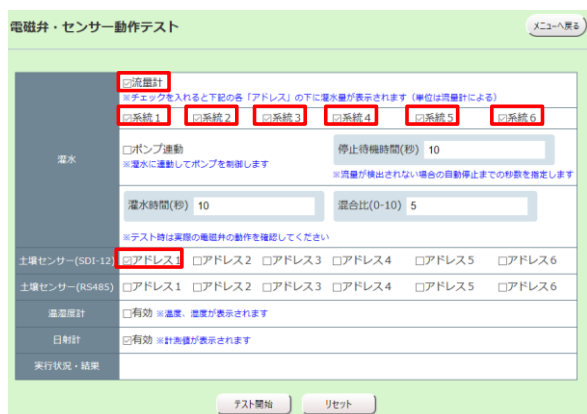 電磁弁・センサー動作テスト
メニューへ戻る
☑流量計
※チェックを入れると下記の各「アドレス」の下に灌水量が表示されます（単位は流量計による）
☑系統1 ☑系統2 ☑系統3 ☑系統4 ☑系統5 ☑系統6
灌水
□ポンプ連動
※灌水に連動してポンプを制御します
停止待機時間(秒) 10
※流量が検出されない場合の自動停止までの秒数を指定します
灌水時間(秒) 10 混合比(0-10) 5
※テスト時は実際の電磁弁の動作を確認してください
土壌センサー(SDI-12) ☑アドレス1 □アドレス2 □アドレス3 □アドレス4 □アドレス5 □アドレス6
土壌センサー(RS485) □アドレス1 □アドレス2 □アドレス3 □アドレス4 □アドレス5 □アドレス6
温湿度計 □有効 ※温度、湿度が表示されます
日射計 ☑有効 ※計測値が表示されます
実行状況・結果
テスト開始 リセット